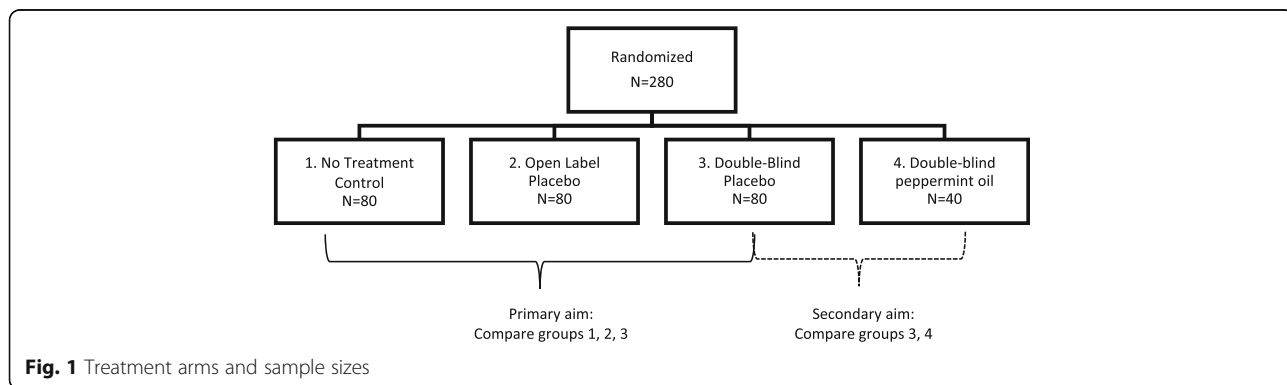 Randomized
N=280
1. No Treatment
Control
N=80
2. Open Label
Placebo
N=80
3. Double-Blind
Placebo
N=80
4. Double-blind
peppermint oil
N=40
Primary aim:
Compare groups 1, 2, 3
Secondary aim:
Compare groups 3, 4
Fig. 1 Treatment arms and sample sizes